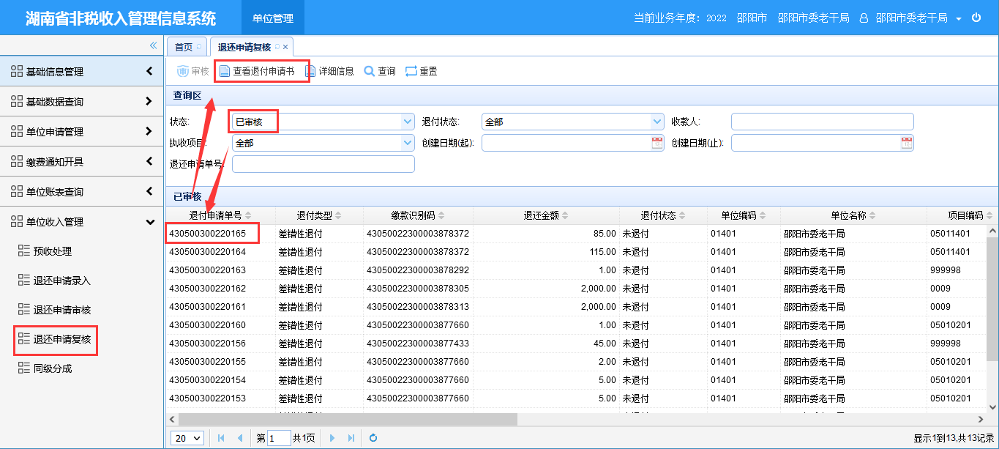 湖南省非税收入管理信息系统 单位管理 当前业务年度：2022 邵阳市 邵阳市委老干局 邵阳市委老干局
首页 退还申请复核
审核 查看退付申请书 详细信息 查询 重置
基础信息管理
基础数据查询
单位申请管理
缴费通知开具
单位账表查询
单位收入管理
预收处理
退还申请录入
退还申请审核
退还申请复核
同级分成
查询区
状态: 已审核 退付状态: 全部 收款人:
执收项目: 全部 创建日期(起): 创建日期(止):
退还申请单号:
已审核
退付申请单号 退付类型 缴款识别码 退还金额 退付状态 单位编码 单位名称 项目编码
430500300220165 差错性退付 43050022300003878372 85.00 未退付 01401 邵阳市委老干局 05011401
430500300220164 差错性退付 43050022300003878372 115.00 未退付 01401 邵阳市委老干局 05011401
430500300220163 差错性退付 43050022300003878292 1.00 未退付 01401 邵阳市委老干局 999998
430500300220162 差错性退付 43050022300003878305 2,000.00 未退付 01401 邵阳市委老干局 0009
430500300220161 差错性退付 43050022300003878313 2,000.00 未退付 01401 邵阳市委老干局 0009
430500300220160 差错性退付 43050022300003877660 1.00 未退付 01401 邵阳市委老干局 05010201
430500300220156 差错性退付 43050022300003877433 45.00 未退付 01401 邵阳市委老干局 999998
430500300220155 差错性退付 43050022300003877660 2.00 未退付 01401 邵阳市委老干局 05010201
430500300220154 差错性退付 43050022300003877660 5.00 未退付 01401 邵阳市委老干局 05010201
430500300220153 差错性退付 43050022300003877660 5.00 未退付 01401 邵阳市委老干局 05010201
20 第 1 共1页 显示1到13,共13记录